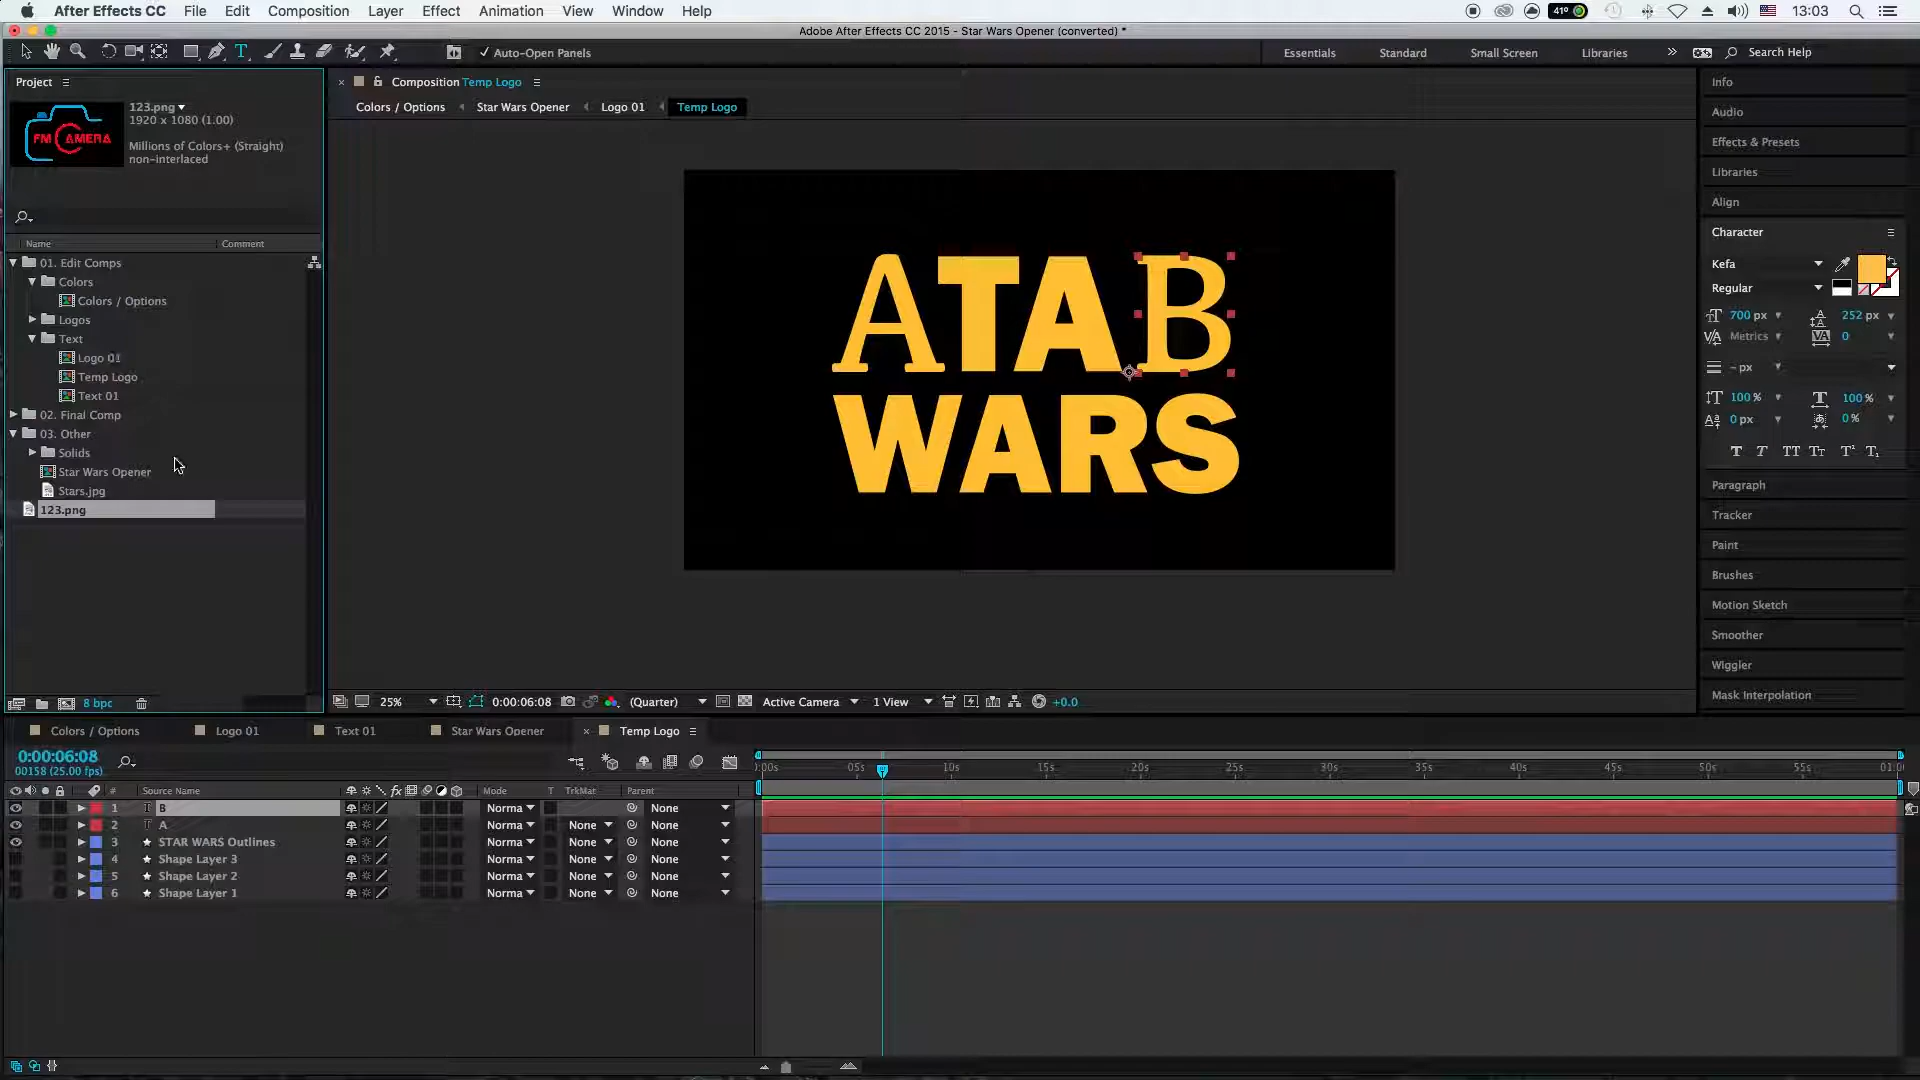 After Effects CC File Edit Composition Layer Effect Animation View Window Help 41° 13:03
Adobe After Effects CC 2015 - Star Wars Opener (converted) *
T Auto-Open Panels Essentials Standard Small Screen Libraries » Search Help
Project
123.png
1920 x 1080 (1.00)
Millions of Colors+ (Straight)
non-interlaced
FM CAMERA
Name Comment
01. Edit Comps
Colors
Colors / Options
Logos
Text
Logo 01
Temp Logo
Text 01
02. Final Comp
03. Other
Solids
Star Wars Opener
Stars.jpg
123.png
8 bpc
× Composition Temp Logo
Colors / Options Star Wars Opener Logo 01 Temp Logo
ATAB
WARS
25% 0:00:06:08 (Quarter) Active Camera 1 View +0.0
Info
Audio
Effects & Presets
Libraries
Align
Character
Kefa
Regular
700 px 252 px
Metrics 0
- px
100 % 100 %
0 px 0 %
T T TT Tт T¹ T₁
Paragraph
Tracker
Paint
Brushes
Motion Sketch
Smoother
Wiggler
Mask Interpolation
Colors / Options Logo 01 Text 01 Star Wars Opener × Temp Logo
0:00:06:08
00158 (25.00 fps)
:00s 05s 10s 15s 20s 25s 30s 35s 40s 45s 50s 55s 01:0
# Source Name fx Mode T TrkMat Parent
1 T B Norma None
2 T A Norma None None
3 STAR WARS Outlines Norma None None
4 Shape Layer 3 Norma None None
5 Shape Layer 2 Norma None None
6 Shape Layer 1 Norma None None